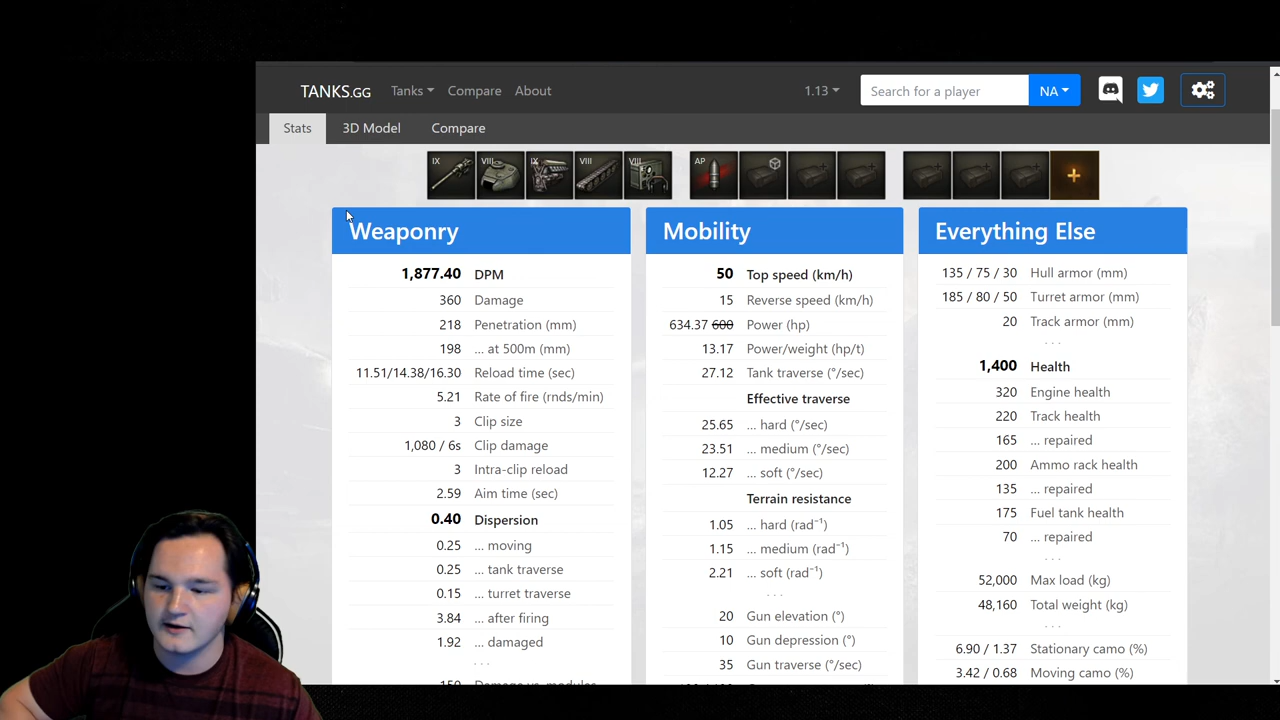 TANKS.GG Tanks Compare About 1.13 Search for a player NA
Stats 3D Model Compare
IX VIII IX VIII VIII AP
Weaponry
1,877.40 DPM
360 Damage
218 Penetration (mm)
198 ... at 500m (mm)
11.51/14.38/16.30 Reload time (sec)
5.21 Rate of fire (rnds/min)
3 Clip size
1,080 / 6s Clip damage
3 Intra-clip reload
2.59 Aim time (sec)
0.40 Dispersion
0.25 ... moving
0.25 ... tank traverse
0.15 ... turret traverse
3.84 ... after firing
1.92 ... damaged
...
150 Damage vs. modules
Mobility
50 Top speed (km/h)
15 Reverse speed (km/h)
634.37 600 Power (hp)
13.17 Power/weight (hp/t)
27.12 Tank traverse (°/sec)
Effective traverse
25.65 ... hard (°/sec)
23.51 ... medium (°/sec)
12.27 ... soft (°/sec)
Terrain resistance
1.05 ... hard (rad⁻¹)
1.15 ... medium (rad⁻¹)
2.21 ... soft (rad⁻¹)
...
20 Gun elevation (°)
10 Gun depression (°)
35 Gun traverse (°/sec)
Everything Else
135 / 75 / 30 Hull armor (mm)
185 / 80 / 50 Turret armor (mm)
20 Track armor (mm)
...
1,400 Health
320 Engine health
220 Track health
165 ... repaired
200 Ammo rack health
135 ... repaired
175 Fuel tank health
70 ... repaired
...
52,000 Max load (kg)
48,160 Total weight (kg)
...
6.90 / 1.37 Stationary camo (%)
3.42 / 0.68 Moving camo (%)